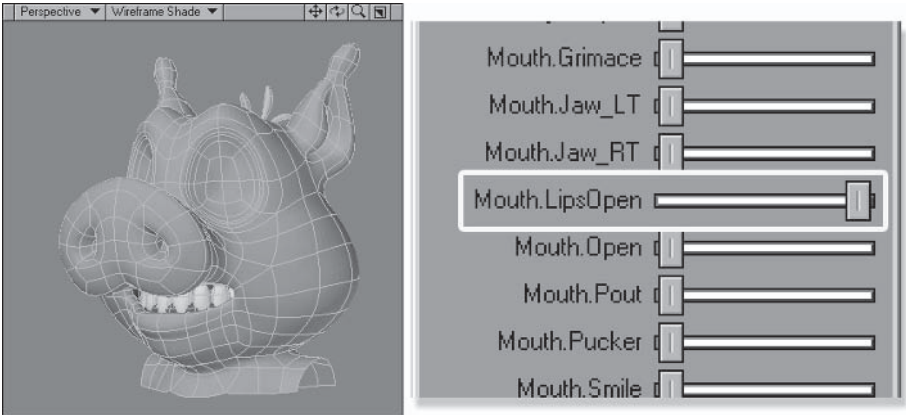 Perspective
Wireframe Shade
Mouth.Grimace
Mouth.Jaw_LT
Mouth.Jaw_RT
Mouth.LipsOpen
Mouth.Open
Mouth.Pout
Mouth.Pucker
Mouth.Smile